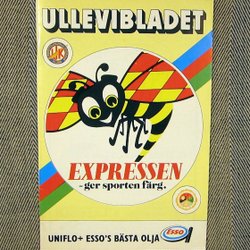 ULLEVIBLADET
EXPRESSEN
- ger sporten färg.
UNIFLO+ ESSO'S BÄSTA OLJA
ESSO